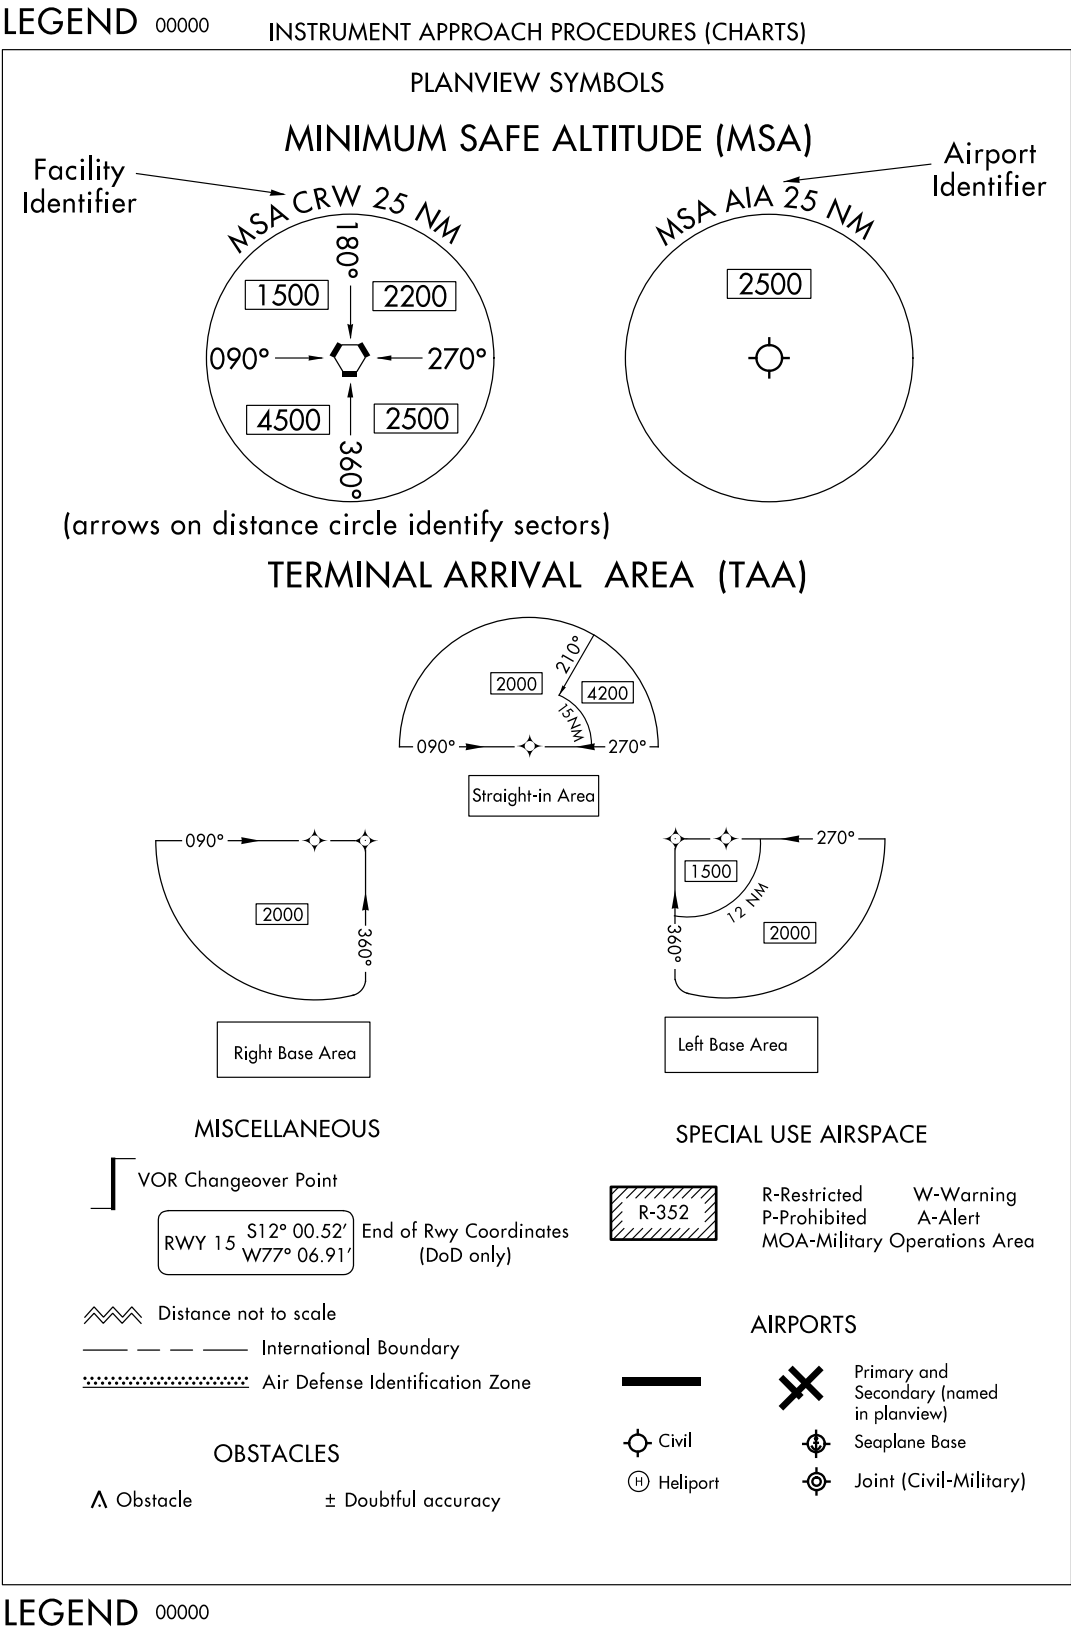 LEGEND 00000
INSTRUMENT APPROACH PROCEDURES (CHARTS)
PLANVIEW SYMBOLS
MINIMUM SAFE ALTITUDE (MSA)
Facility
Identifier
MSA CRW 25 NM
180°
1500
2200
090°
270°
4500
2500
360°
Airport
Identifier
MSA AIA 25 NM
2500
(arrows on distance circle identify sectors)
TERMINAL ARRIVAL AREA (TAA)
210°
2000
4200
15NM
090°
270°
Straight-in Area
090°
2000
360°
Right Base Area
270°
1500
12 NM
2000
360°
Left Base Area
MISCELLANEOUS
VOR Changeover Point
RWY 15
S12° 00.52'
W77° 06.91'
End of Rwy Coordinates
(DoD only)
Distance not to scale
International Boundary
Air Defense Identification Zone
OBSTACLES
Obstacle
± Doubtful accuracy
SPECIAL USE AIRSPACE
R-352
R-Restricted W-Warning
P-Prohibited A-Alert
MOA-Military Operations Area
AIRPORTS
Primary and
Secondary (named
in planview)
Civil
Seaplane Base
H Heliport
Joint (Civil-Military)
LEGEND 00000